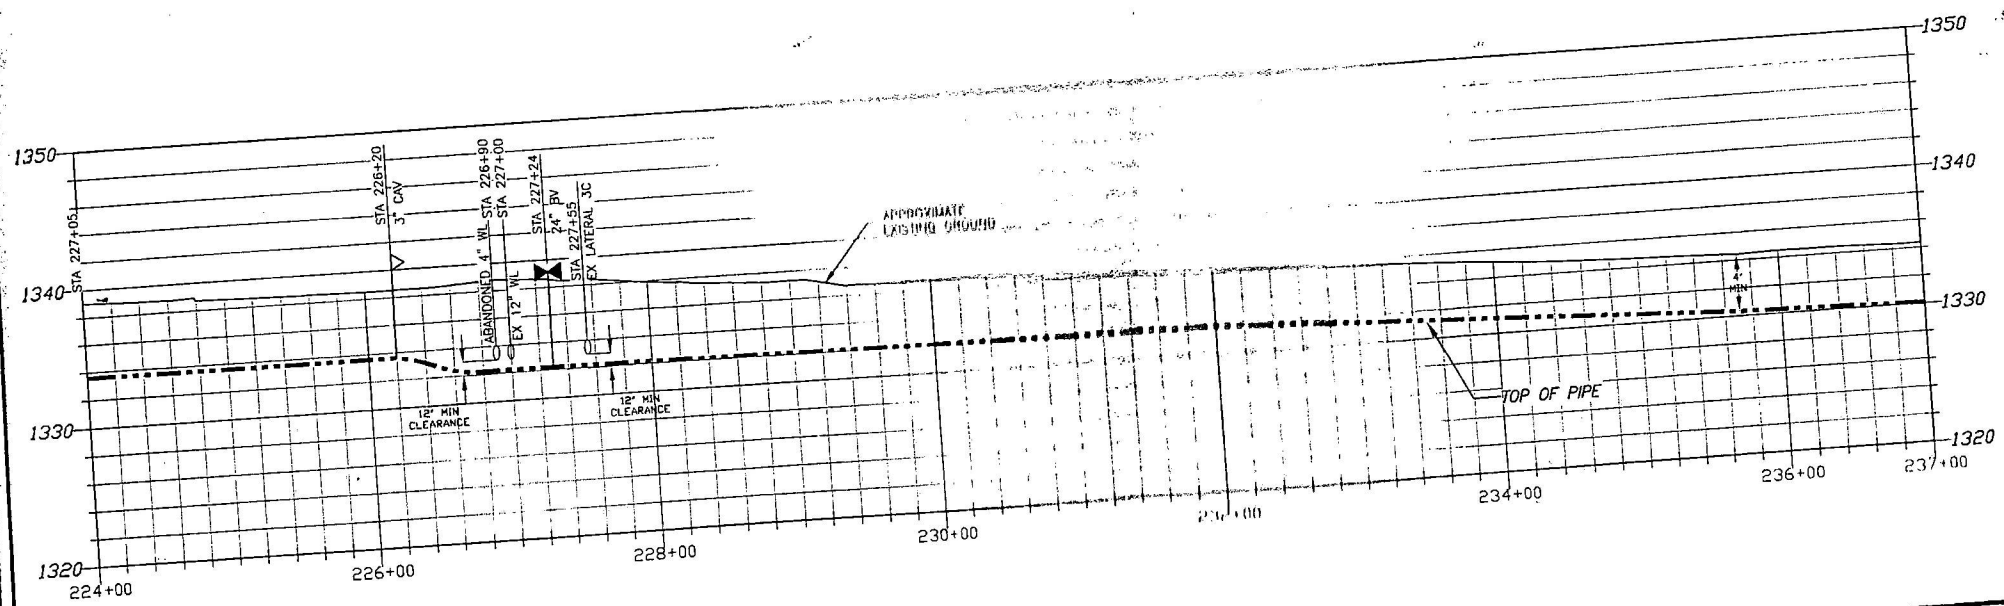 1350
1350
STA 227+05
STA 226+20
3" CAV
ABANDONED 4" WL STA 226+90
STA 227+00
EX 12" WL
STA 227+24
24" BV
STA 227+55
EX LATERAL 3C
APPROXIMATE
EXISTING GROUND
1340
1340
4'
MIN
1330
1330
12" MIN
CLEARANCE
12" MIN
CLEARANCE
TOP OF PIPE
1320
1320
224+00
226+00
228+00
230+00
232+00
234+00
236+00
237+00